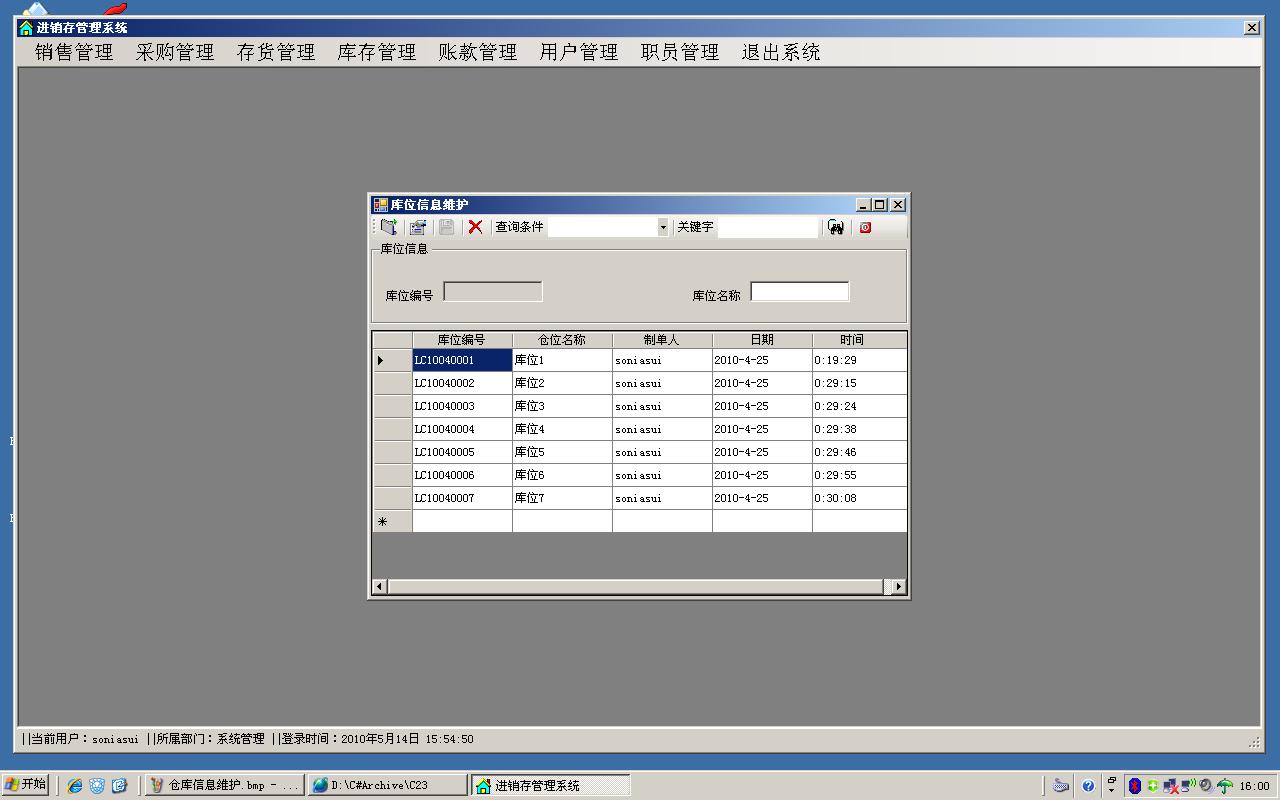 进销存管理系统
销售管理 采购管理 存货管理 库存管理 账款管理 用户管理 职员管理 退出系统
库位信息维护
查询条件 关键字
库位信息
库位编号 库位名称
库位编号 仓位名称 制单人 日期 时间
LC10040001 库位1 soniasui 2010-4-25 0:19:29
LC10040002 库位2 soniasui 2010-4-25 0:29:15
LC10040003 库位3 soniasui 2010-4-25 0:29:24
LC10040004 库位4 soniasui 2010-4-25 0:29:38
LC10040005 库位5 soniasui 2010-4-25 0:29:46
LC10040006 库位6 soniasui 2010-4-25 0:29:55
LC10040007 库位7 soniasui 2010-4-25 0:30:08
||当前用户：soniasui ||所属部门：系统管理 ||登录时间：2010年5月14日 15:54:50
开始 仓库信息维护.bmp - ... D:\C#Archive\C23 进销存管理系统 16:00